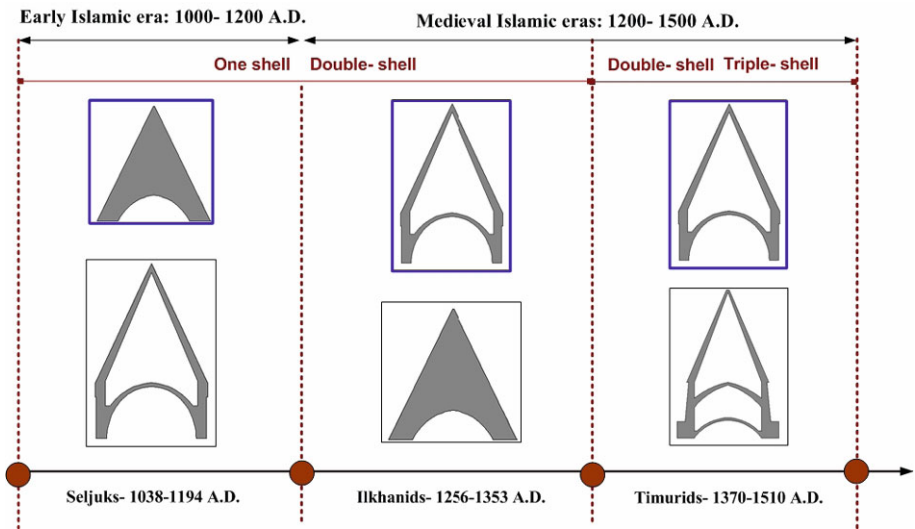 Early Islamic era: 1000- 1200 A.D.
Medieval Islamic eras: 1200- 1500 A.D.
One shell
Double- shell
Double- shell Triple- shell
Seljuks- 1038-1194 A.D.
Ilkhanids- 1256-1353 A.D.
Timurids- 1370-1510 A.D.